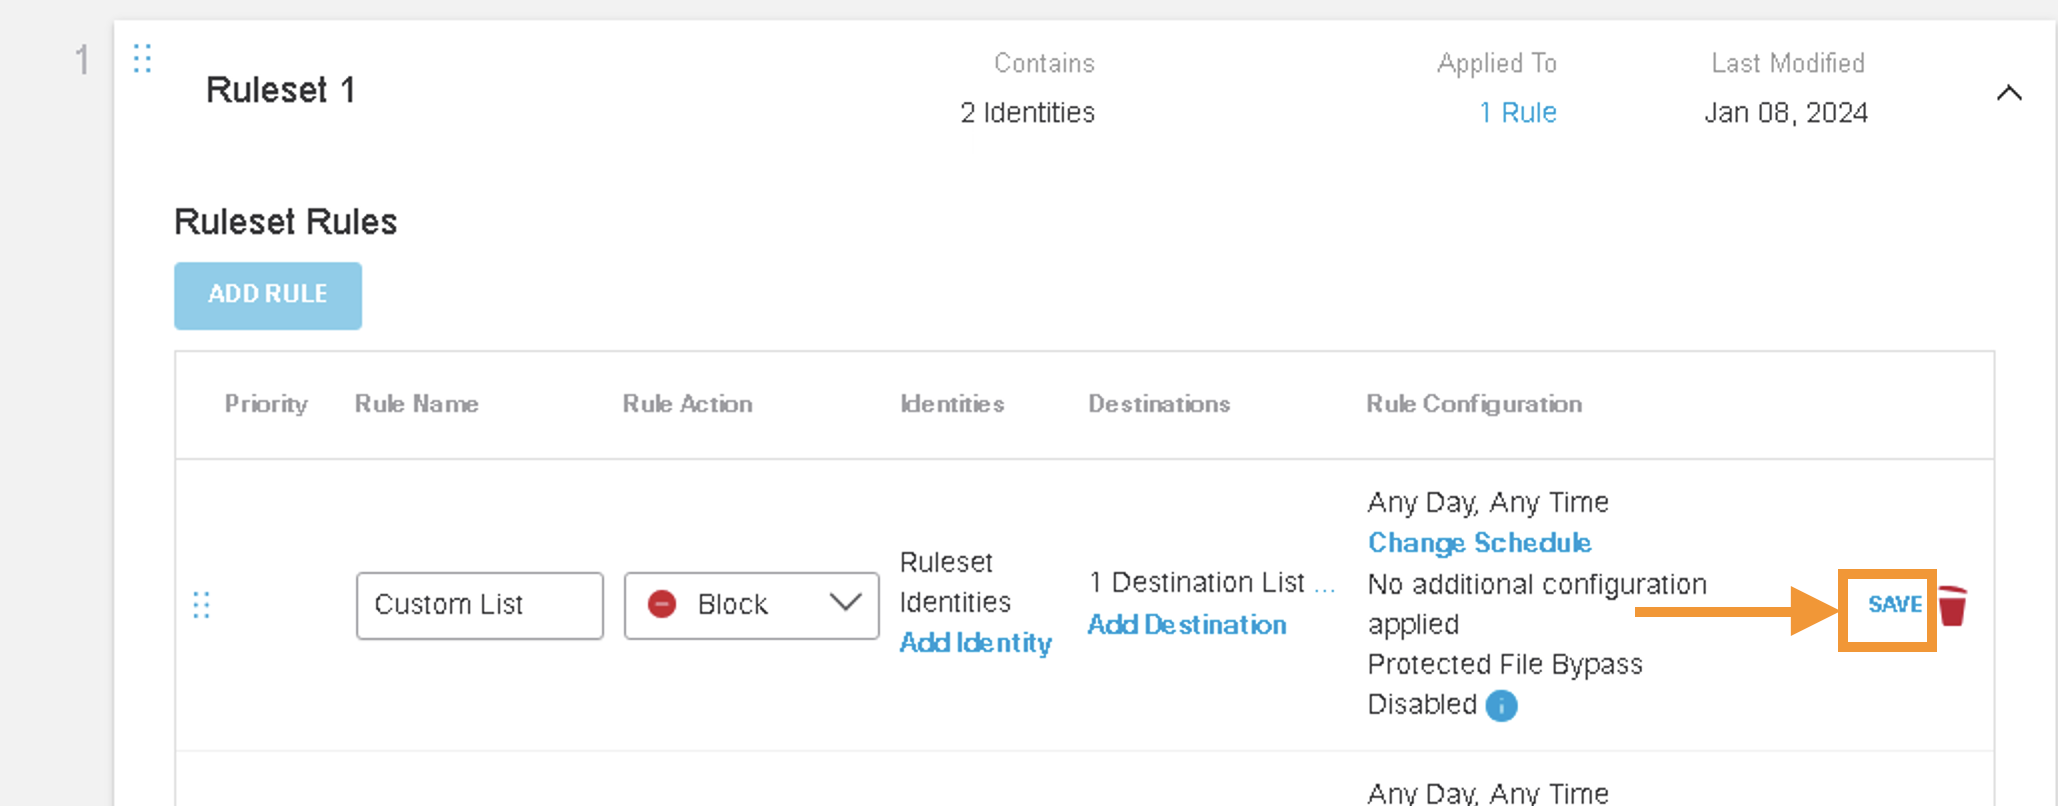 1
Ruleset 1
Contains
2 Identities
Applied To
1 Rule
Last Modified
Jan 08, 2024
Ruleset Rules
ADD RULE
Priority
Rule Name
Rule Action
Identities
Destinations
Rule Configuration
Custom List
Block
Ruleset
Identities
Add Identity
1 Destination List ...
Add Destination
Any Day, Any Time
Change Schedule
No additional configuration
applied
Protected File Bypass
Disabled
SAVE
Any Day, Any Time